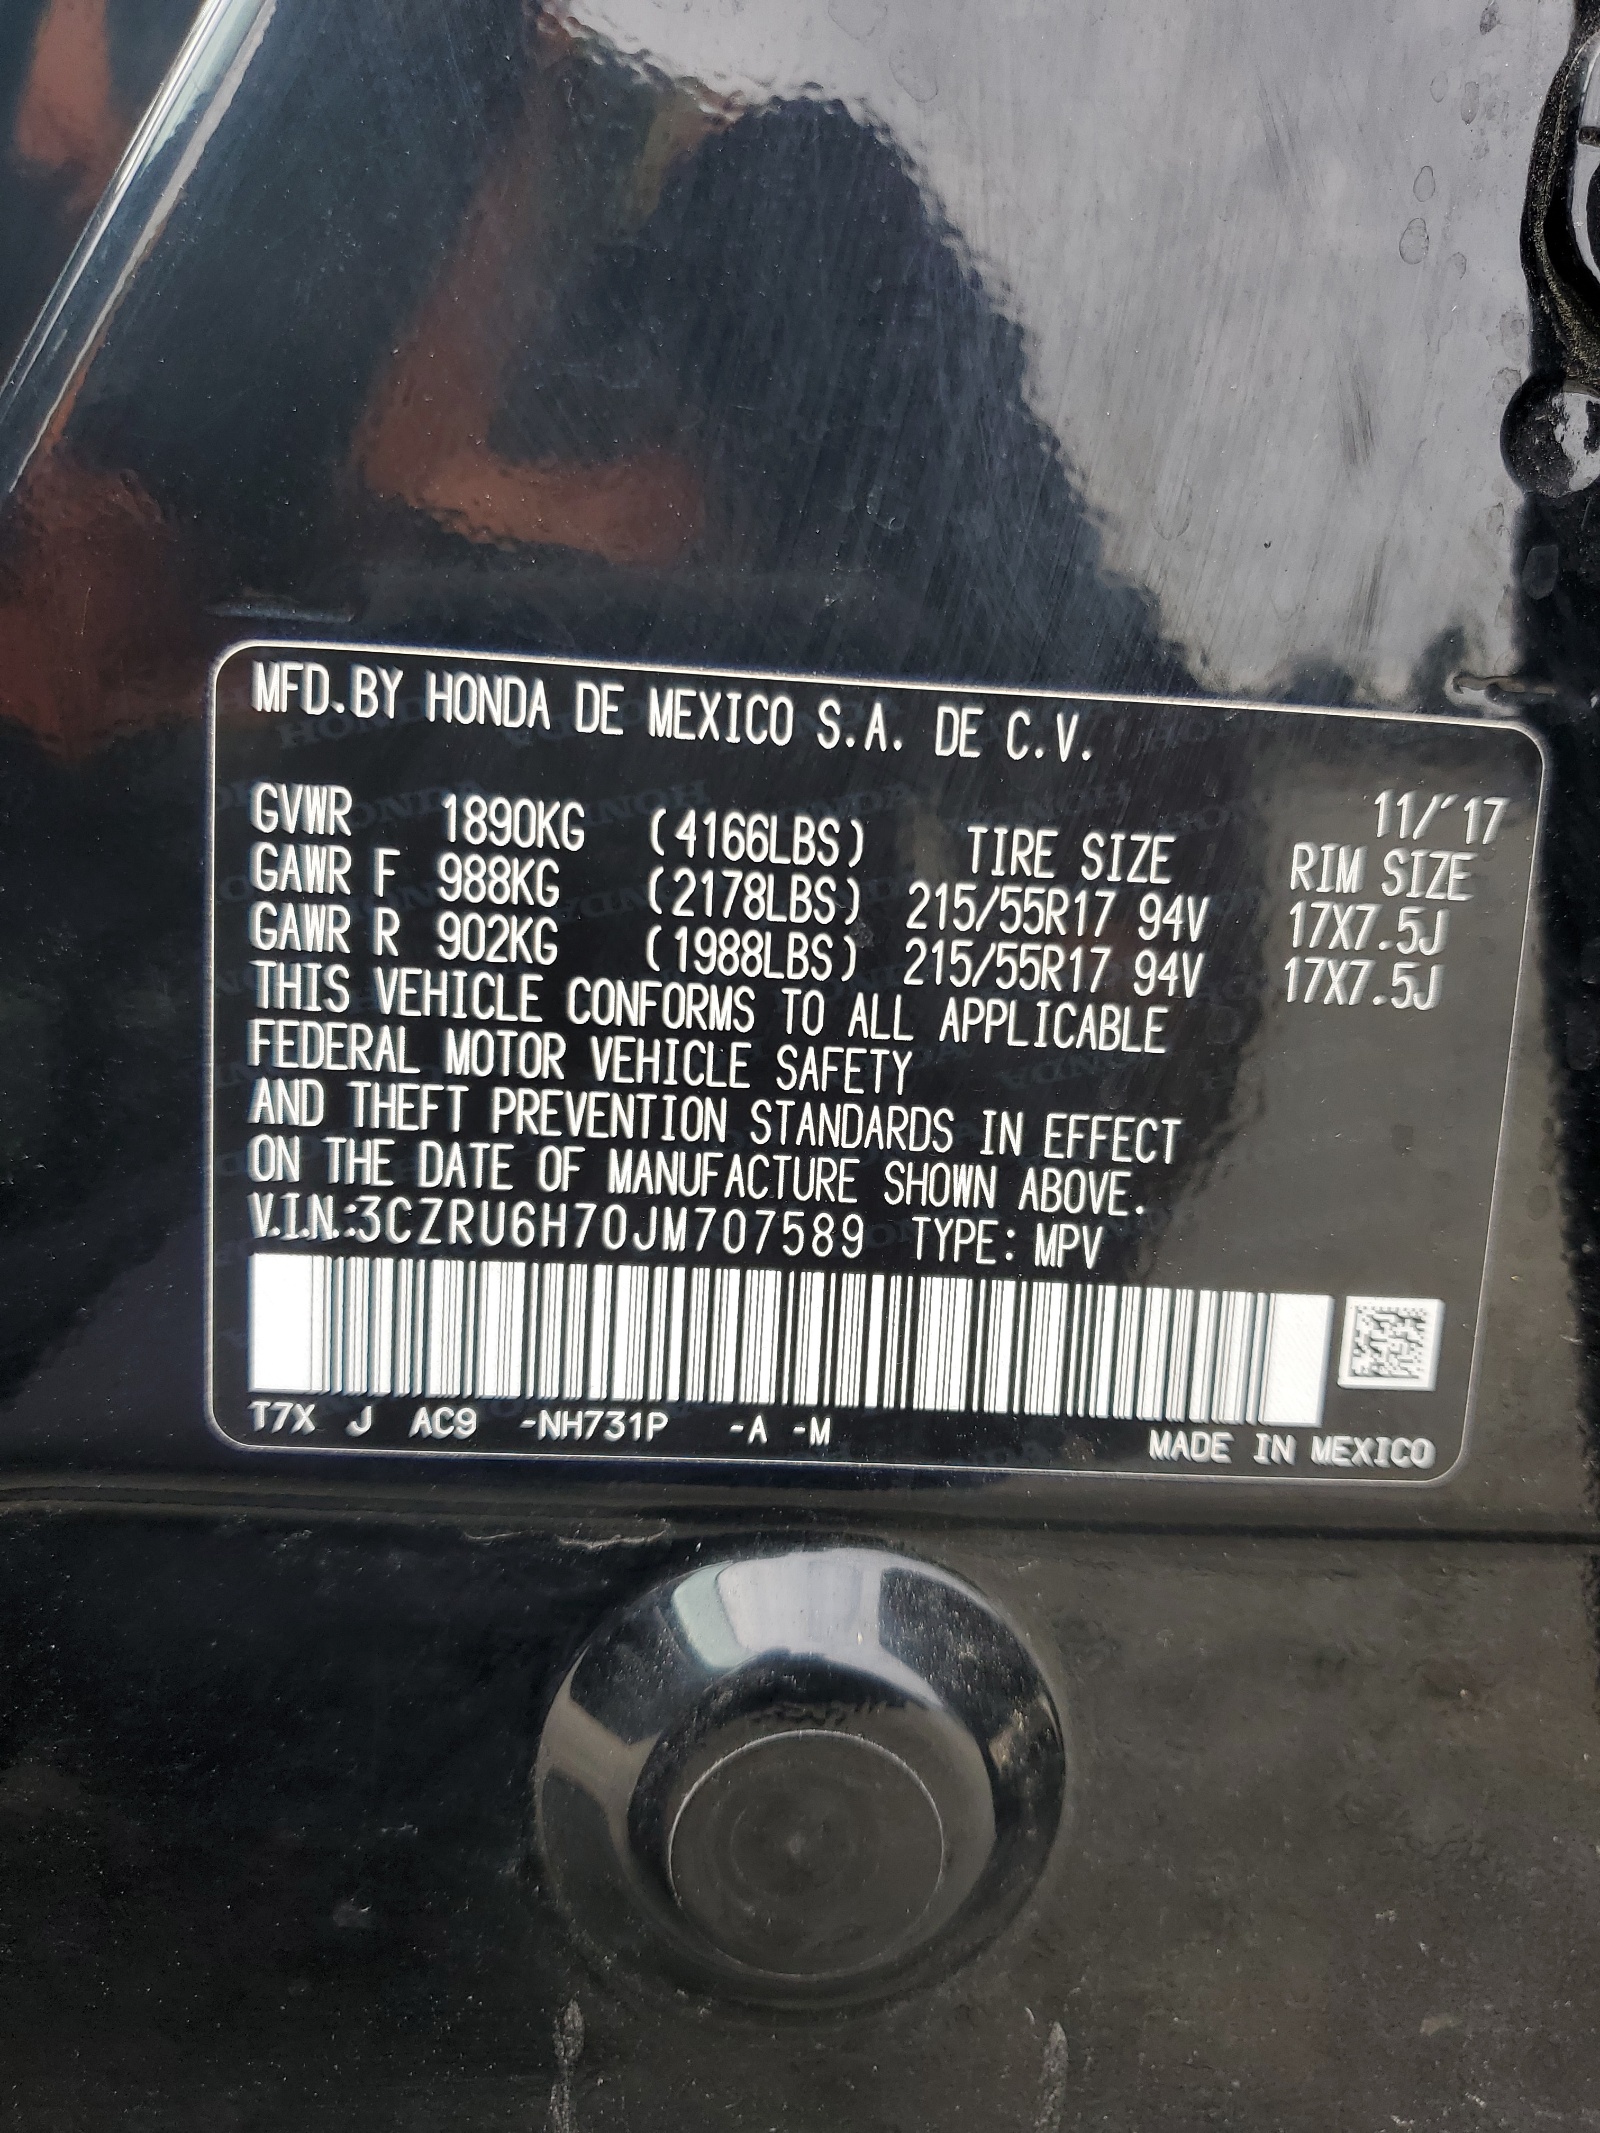 MFD.BY HONDA DE MEXICO S.A. DE C.V.
11/'17
GVWR 1890KG (4166LBS) TIRE SIZE RIM SIZE
GAWR F 988KG (2178LBS) 215/55R17 94V 17X7.5J
GAWR R 902KG (1988LBS) 215/55R17 94V 17X7.5J
THIS VEHICLE CONFORMS TO ALL APPLICABLE
FEDERAL MOTOR VEHICLE SAFETY
AND THEFT PREVENTION STANDARDS IN EFFECT
ON THE DATE OF MANUFACTURE SHOWN ABOVE.
V.I.N.:3CZRU6H70JM707589 TYPE: MPV
T7X J AC9 -NH731P -A -M MADE IN MEXICO